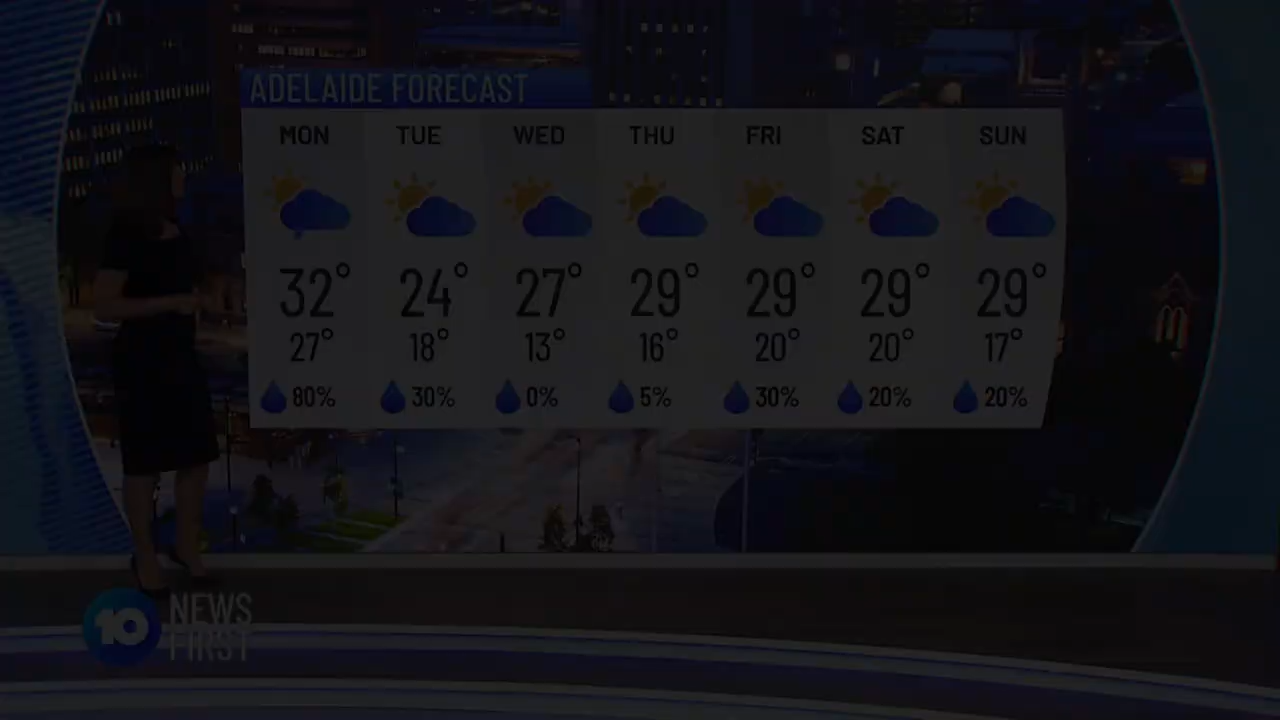 ADELAIDE FORECAST
MON TUE WED THU FRI SAT SUN
32° 24° 27° 29° 29° 29° 29°
27° 18° 13° 16° 20° 20° 17°
80% 30% 0% 5% 30% 20% 20%
10 NEWS
FIRST